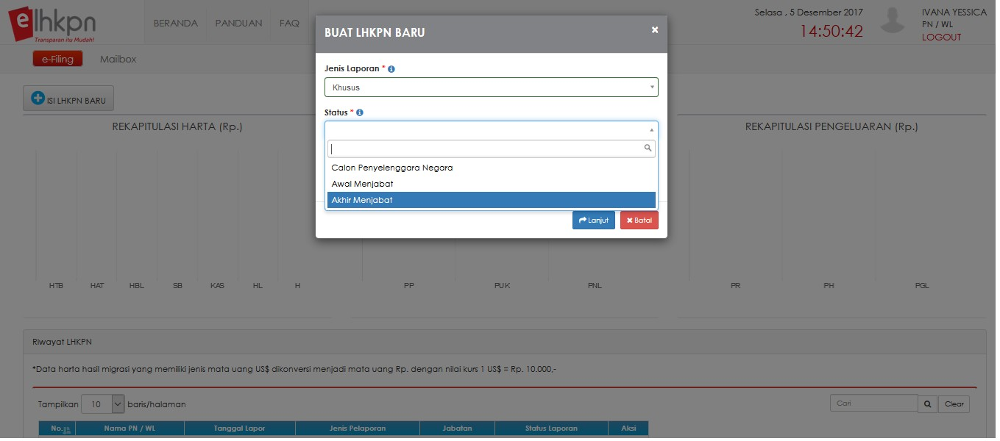 elhkpn
Transparan itu Mudah!
BERANDA
PANDUAN
FAQ
Selasa , 5 Desember 2017
14:50:42
IVANA YESSICA
PN / WL
LOGOUT
e-Filing
Mailbox
BUAT LHKPN BARU
×
Jenis Laporan *
Khusus
Status *
Calon Penyelenggara Negara
Awal Menjabat
Akhir Menjabat
Lanjut
Batal
ISI LHKPN BARU
REKAPITULASI HARTA (Rp.)
REKAPITULASI PENGELUARAN (Rp.)
HTB HAT HBL SB KAS HL H
PP PUK PNL
PR PH PGL
Riwayat LHKPN
*Data harta hasil migrasi yang memiliki jenis mata uang US$ dikonversi menjadi mata uang Rp. dengan nilai kurs 1 US$ = Rp. 10.000,-
Tampilkan 10 baris/halaman
Cari
Clear
No. Nama PN / WL Tanggal Lapor Jenis Pelaporan Jabatan Status Laporan Aksi